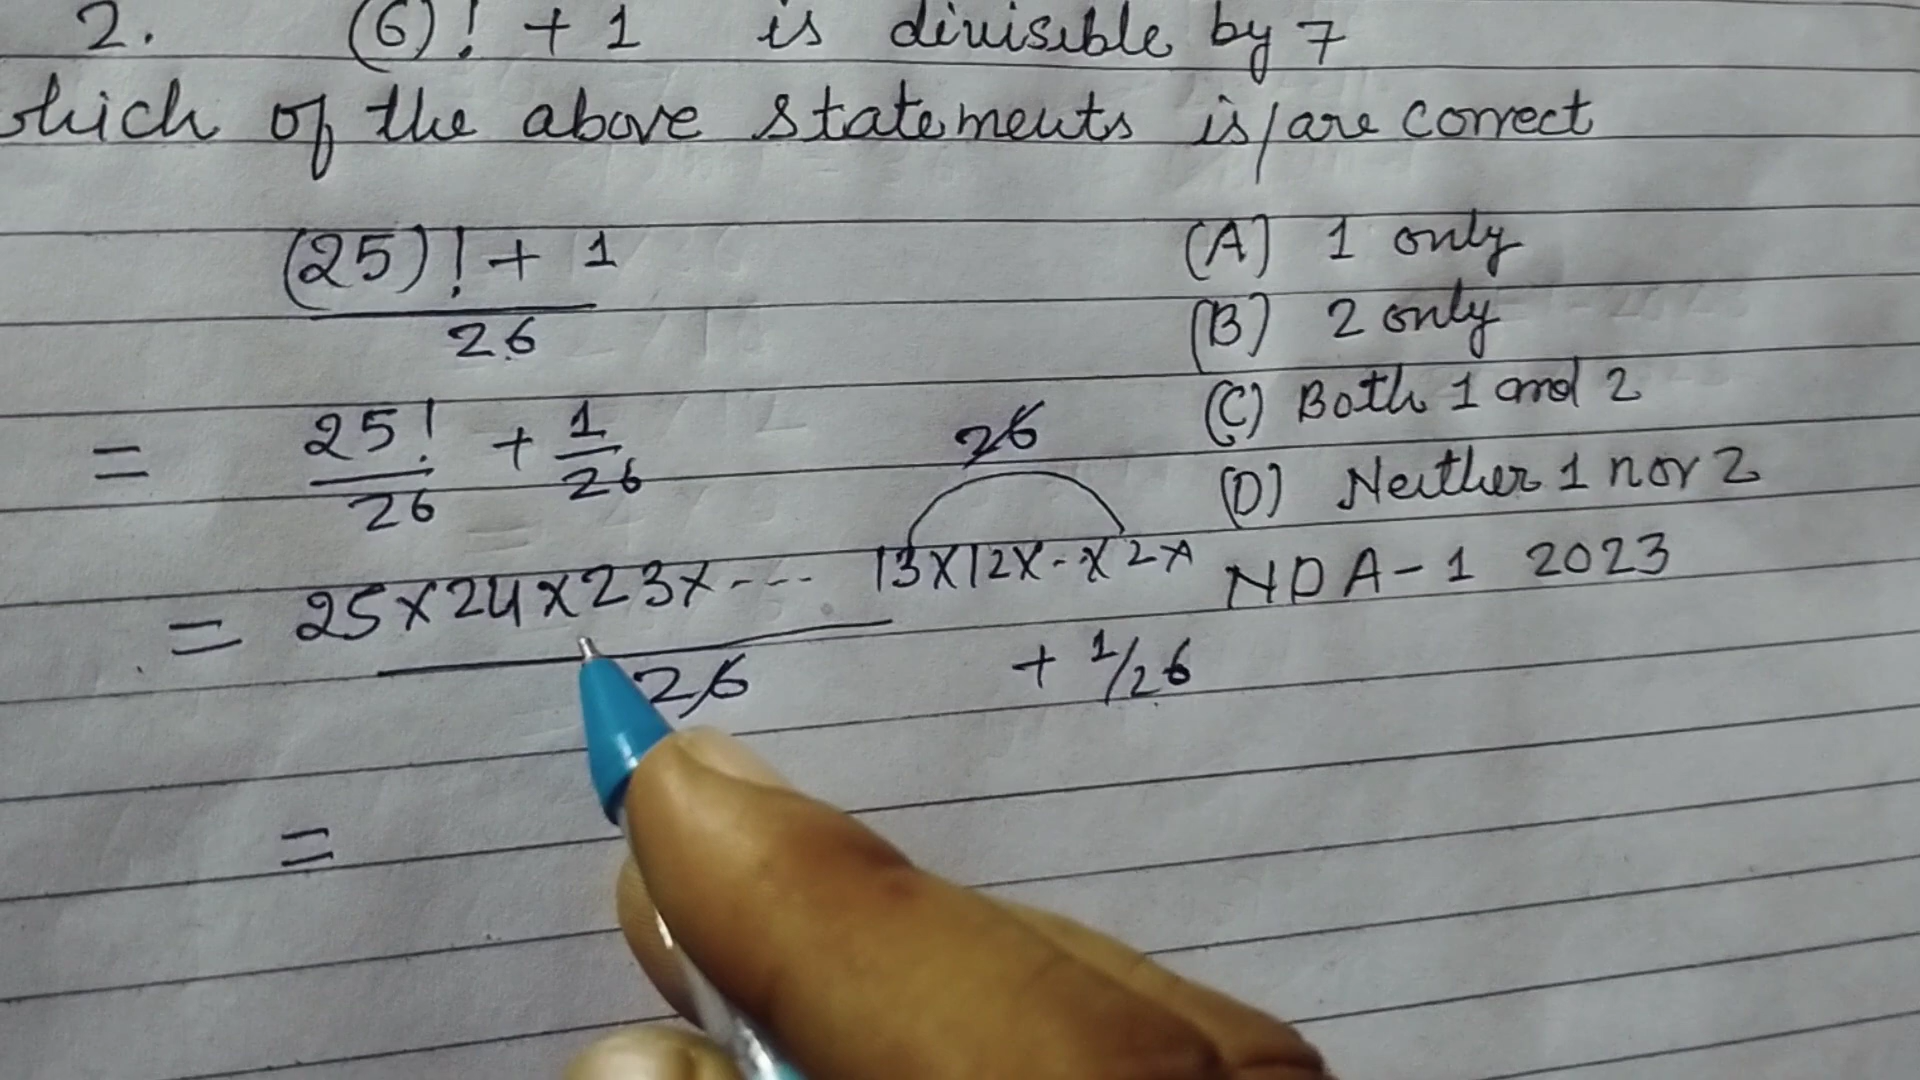 2. (6)! + 1 is divisible by 7
hich of the above statements is/are correct
(25)! + 1
26
(A) 1 only
(B) 2 only
= 25!/26 + 1/26
26
(C) Both 1 and 2
(D) Neither 1 nor 2
= 25×24×23×--- 13×12×--×2×
26
+ 1/26
NDA-1 2023
=